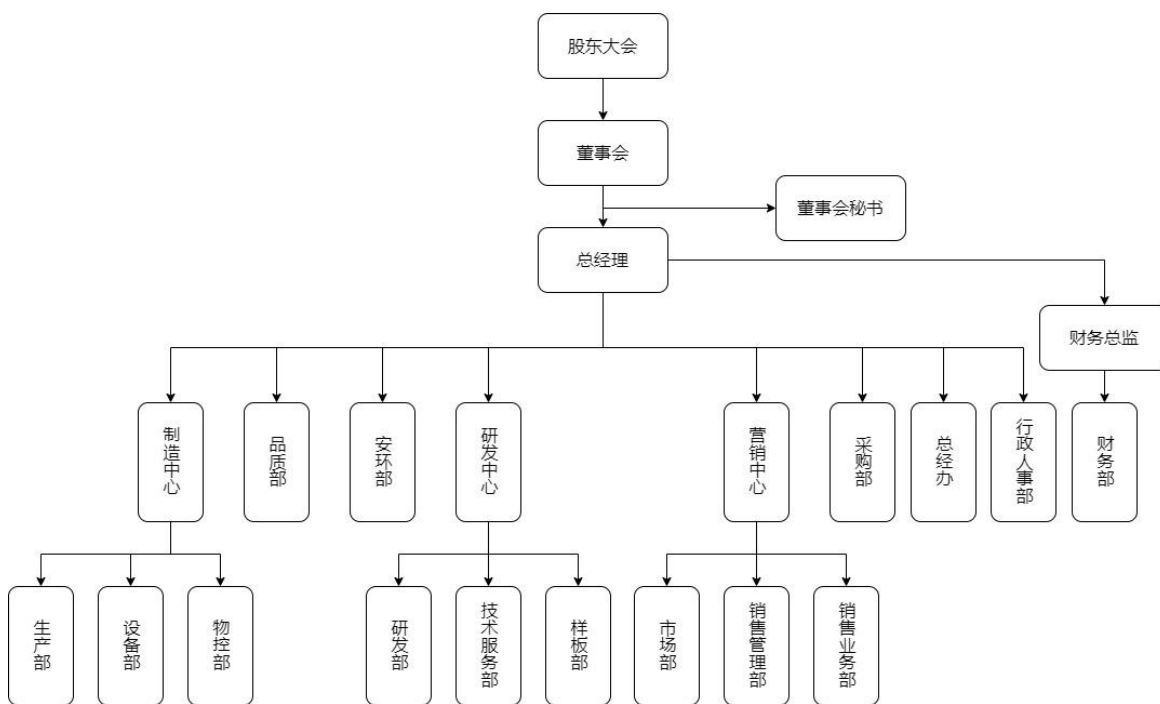 股东大会
董事会
董事会秘书
总经理
财务总监
制造中心
品质部
安环部
研发中心
营销中心
采购部
总经办
行政人事部
财务部
生产部
设备部
物控部
研发部
技术服务部
样板部
市场部
销售管理部
销售业务部